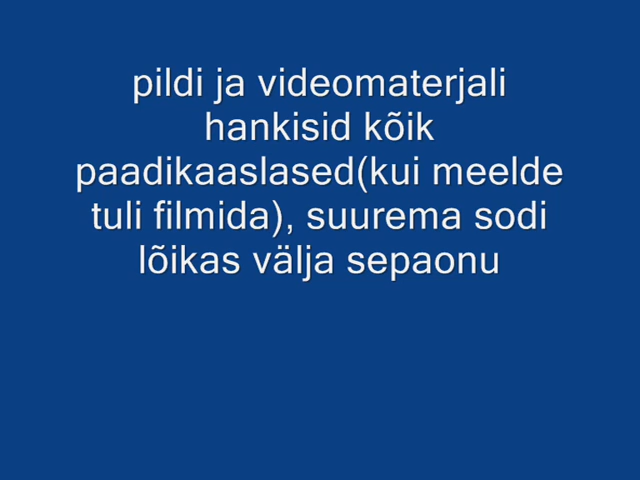 pildi ja videomaterjali
hankisid kõik
paadikaaslased(kui meelde
tuli filmida), suurema sodi
lõikas välja sepaonu